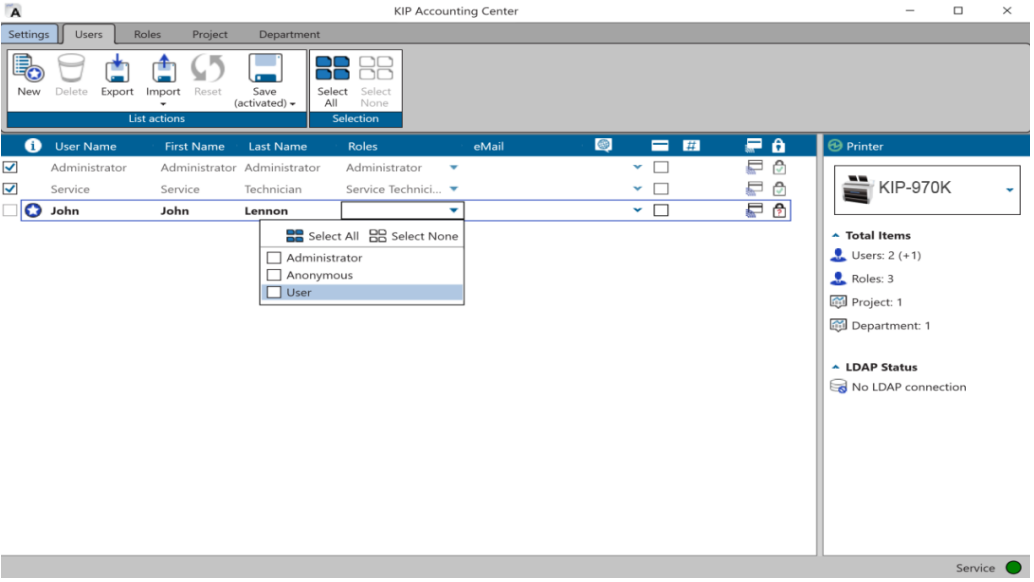 A
KIP Accounting Center
Settings Users Roles Project Department
New Delete Export Import Reset Save (activated) Select All Select None
List actions Selection
User Name First Name Last Name Roles eMail # Printer
Administrator Administrator Administrator Administrator
Service Service Technician Service Technici...
John John Lennon
KIP-970K
Select All Select None
Administrator
Anonymous
User
Total Items
Users: 2 (+1)
Roles: 3
Project: 1
Department: 1
LDAP Status
No LDAP connection
Service